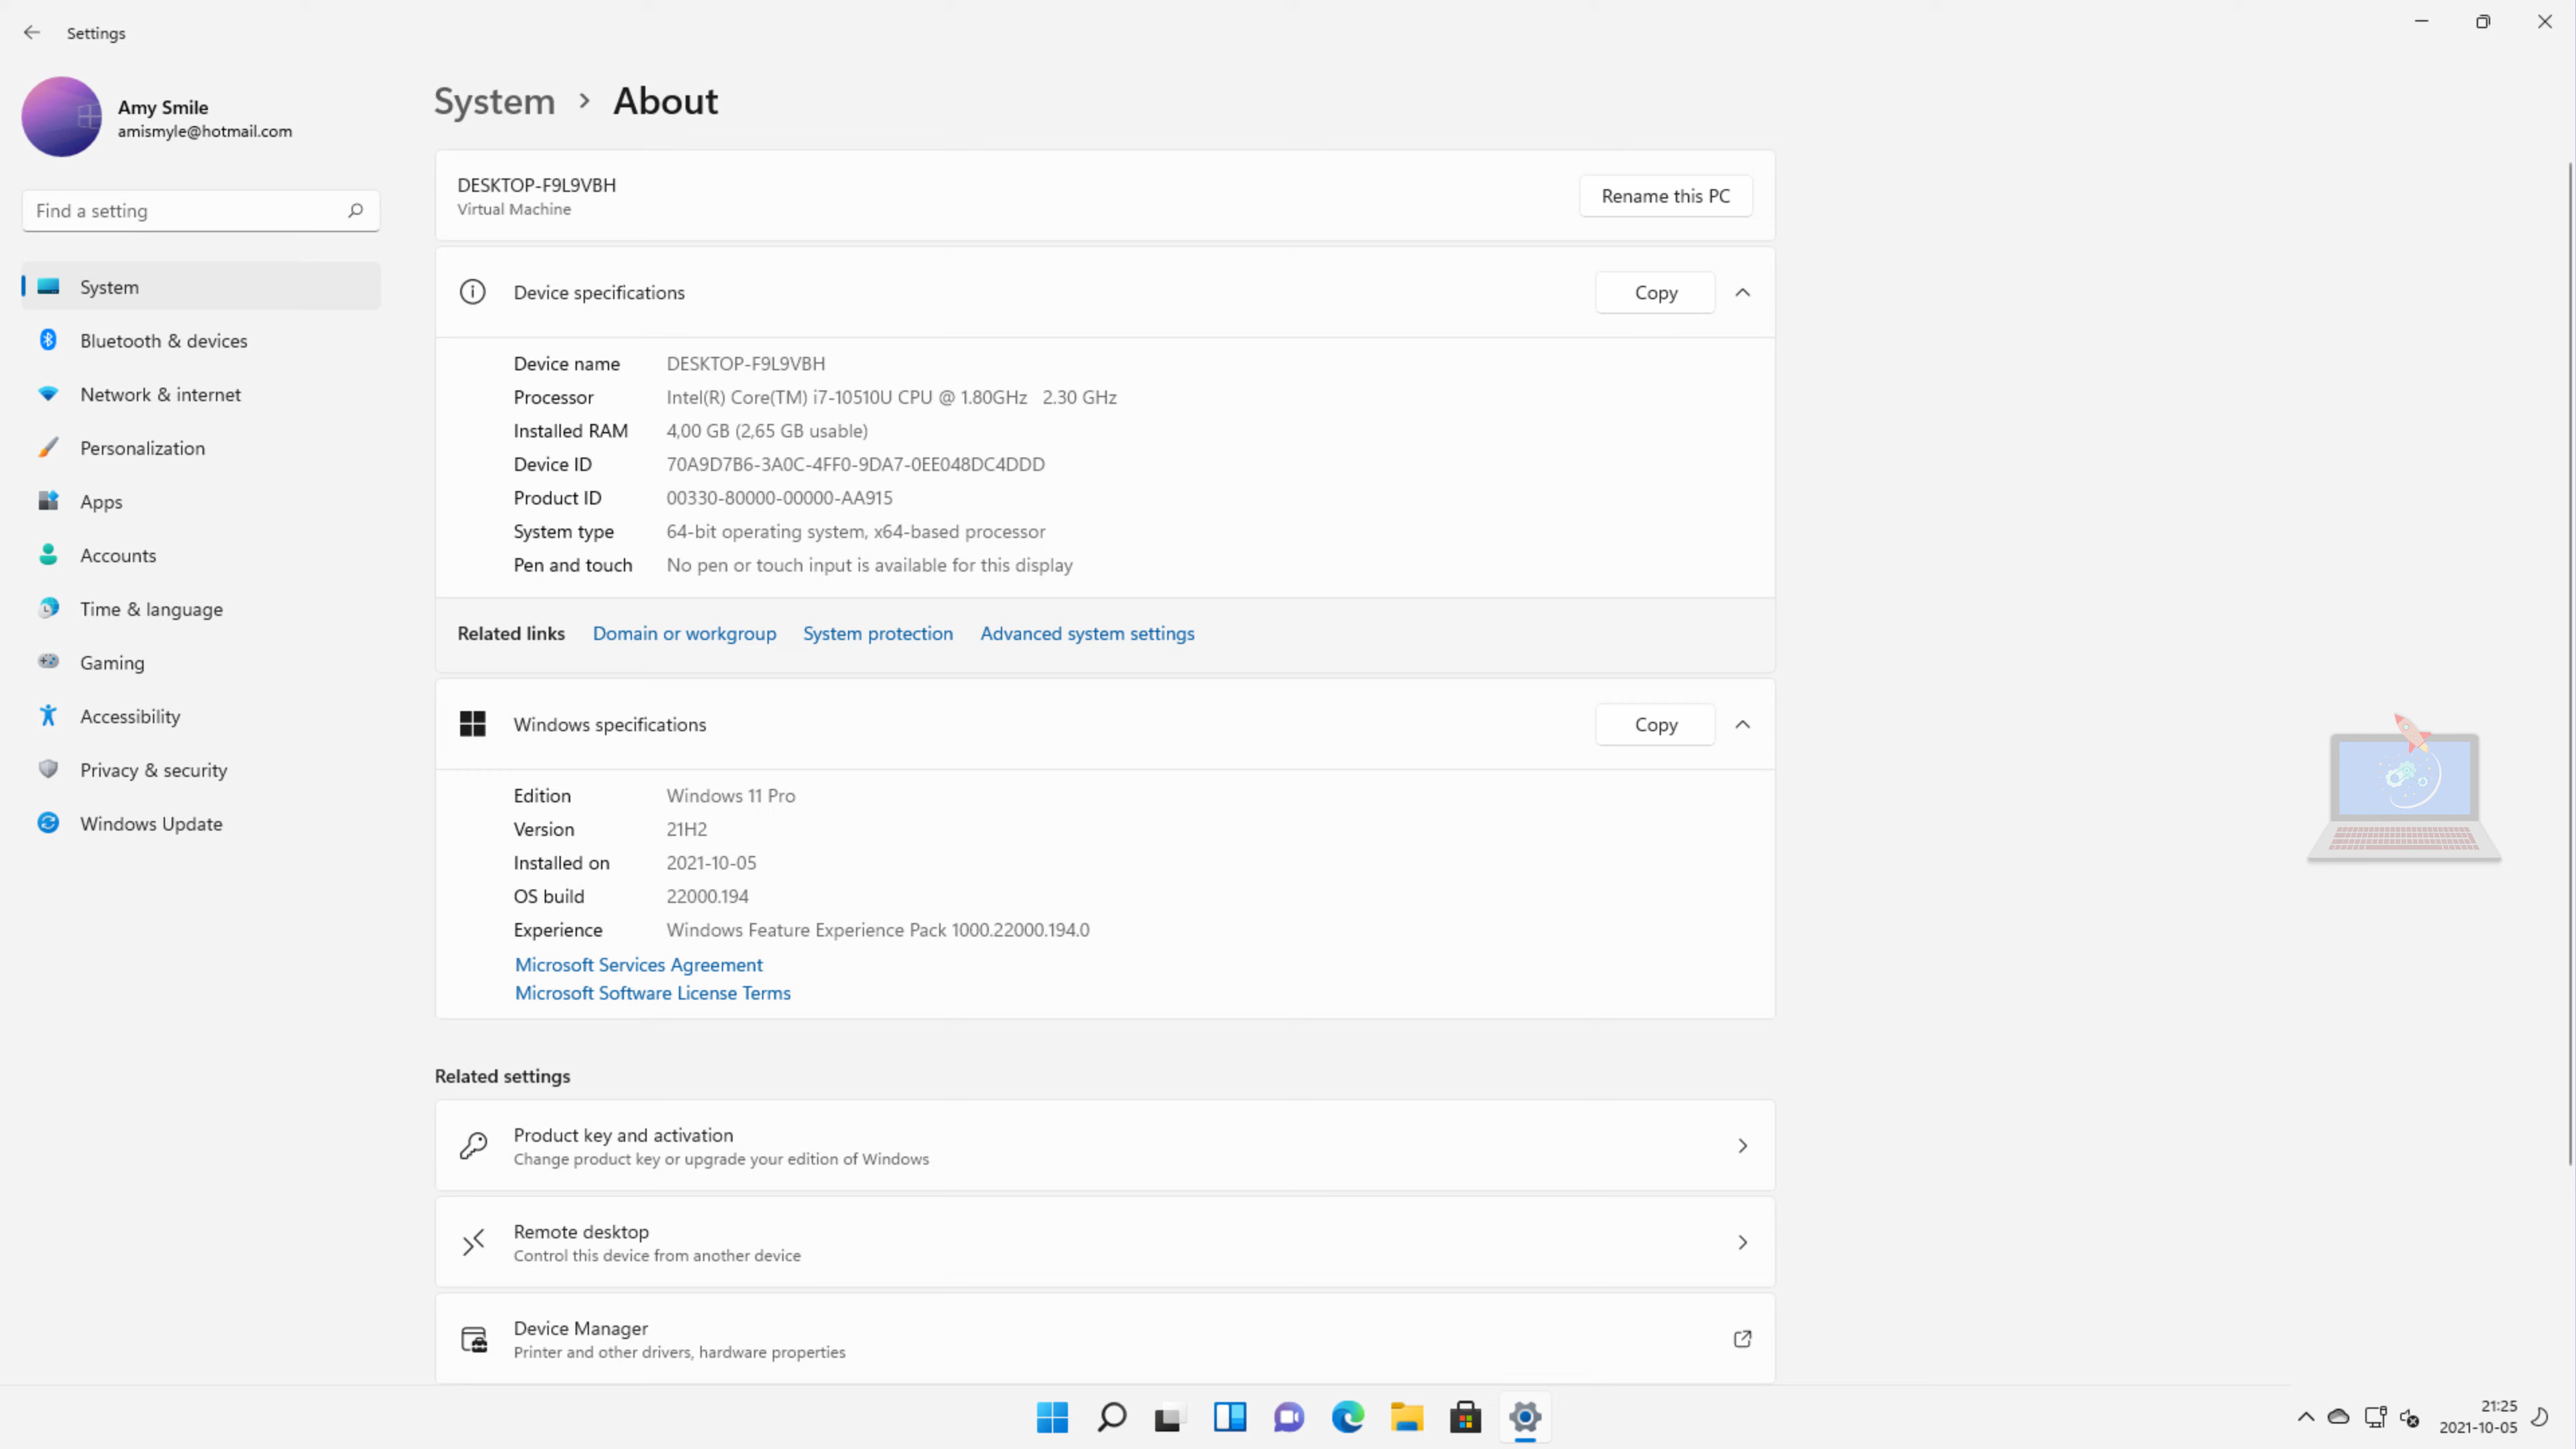 Settings
Amy Smile
amismyle@hotmail.com
Find a setting
System
Bluetooth & devices
Network & internet
Personalization
Apps
Accounts
Time & language
Gaming
Accessibility
Privacy & security
Windows Update
System > About
DESKTOP-F9L9VBH
Virtual Machine
Rename this PC
Device specifications
Copy
Device name DESKTOP-F9L9VBH
Processor Intel(R) Core(TM) i7-10510U CPU @ 1.80GHz 2.30 GHz
Installed RAM 4,00 GB (2,65 GB usable)
Device ID 70A9D7B6-3A0C-4FF0-9DA7-0EE048DC4DDD
Product ID 00330-80000-00000-AA915
System type 64-bit operating system, x64-based processor
Pen and touch No pen or touch input is available for this display
Related links Domain or workgroup System protection Advanced system settings
Windows specifications
Copy
Edition Windows 11 Pro
Version 21H2
Installed on 2021-10-05
OS build 22000.194
Experience Windows Feature Experience Pack 1000.22000.194.0
Microsoft Services Agreement
Microsoft Software License Terms
Related settings
Product key and activation
Change product key or upgrade your edition of Windows
Remote desktop
Control this device from another device
Device Manager
Printer and other drivers, hardware properties
21:25
2021-10-05